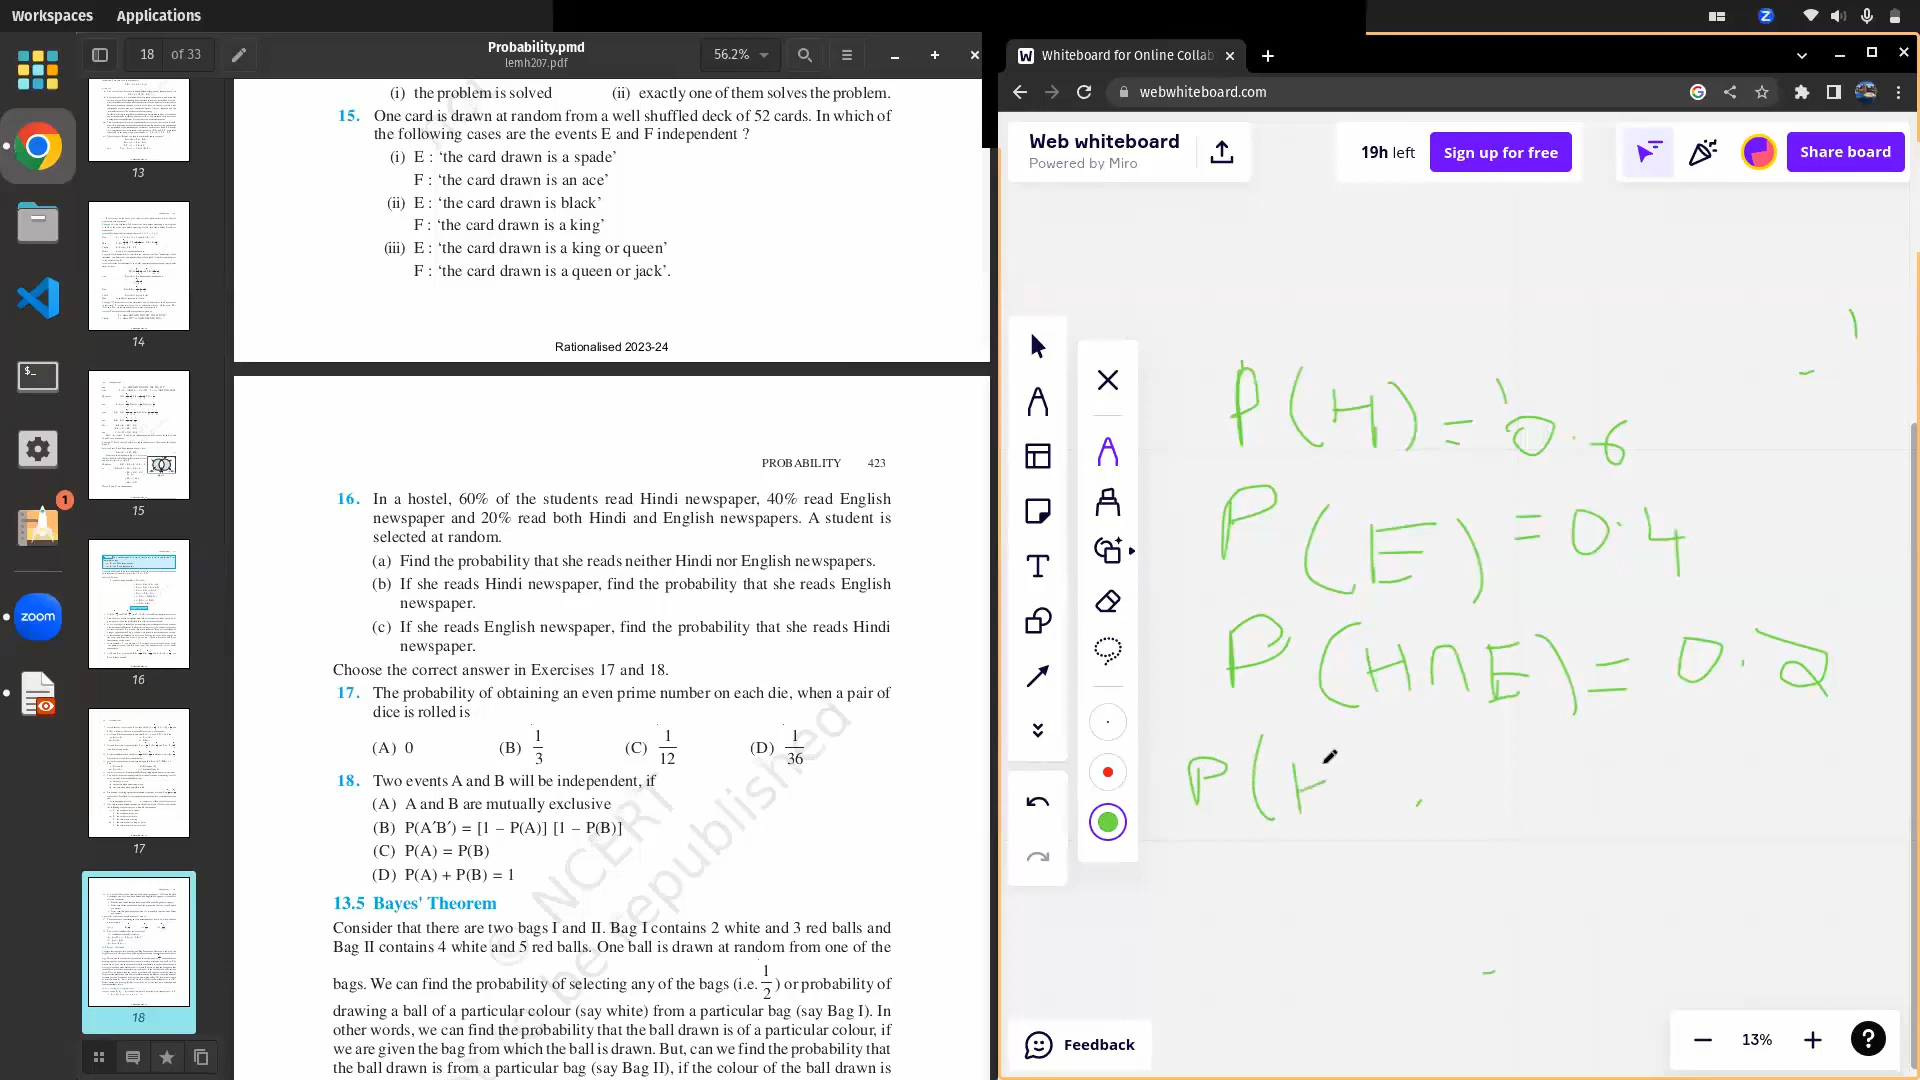 Workspaces Applications
18 of 33
Probability.pmd
lemh207.pdf
56.2%
13
14
15
16
17
18
1
zoom
(i) the problem is solved (ii) exactly one of them solves the problem.
15. One card is drawn at random from a well shuffled deck of 52 cards. In which of
the following cases are the events E and F independent ?
(i) E : ‘the card drawn is a spade’
F : ‘the card drawn is an ace’
(ii) E : ‘the card drawn is black’
F : ‘the card drawn is a king’
(iii) E : ‘the card drawn is a king or queen’
F : ‘the card drawn is a queen or jack’.
Rationalised 2023-24
PROBABILITY 423
16. In a hostel, 60% of the students read Hindi newspaper, 40% read English
newspaper and 20% read both Hindi and English newspapers. A student is
selected at random.
(a) Find the probability that she reads neither Hindi nor English newspapers.
(b) If she reads Hindi newspaper, find the probability that she reads English
newspaper.
(c) If she reads English newspaper, find the probability that she reads Hindi
newspaper.
Choose the correct answer in Exercises 17 and 18.
17. The probability of obtaining an even prime number on each die, when a pair of
dice is rolled is
(A) 0 (B) 1/3 (C) 1/12 (D) 1/36
18. Two events A and B will be independent, if
(A) A and B are mutually exclusive
(B) P(A′B′) = [1 – P(A)] [1 – P(B)]
(C) P(A) = P(B)
(D) P(A) + P(B) = 1
13.5 Bayes' Theorem
Consider that there are two bags I and II. Bag I contains 2 white and 3 red balls and
Bag II contains 4 white and 5 red balls. One ball is drawn at random from one of the
bags. We can find the probability of selecting any of the bags (i.e. 1/2) or probability of
drawing a ball of a particular colour (say white) from a particular bag (say Bag I). In
other words, we can find the probability that the ball drawn is of a particular colour, if
we are given the bag from which the ball is drawn. But, can we find the probability that
the ball drawn is from a particular bag (say Bag II), if the colour of the ball drawn is
© NCERT
be republished
Whiteboard for Online Collab
webwhiteboard.com
Web whiteboard
Powered by Miro
19h left
Sign up for free
Share board
P(H) = 0.6
P(E) = 0.4
P(H∩E) = 0.2
P(H
Feedback
13%